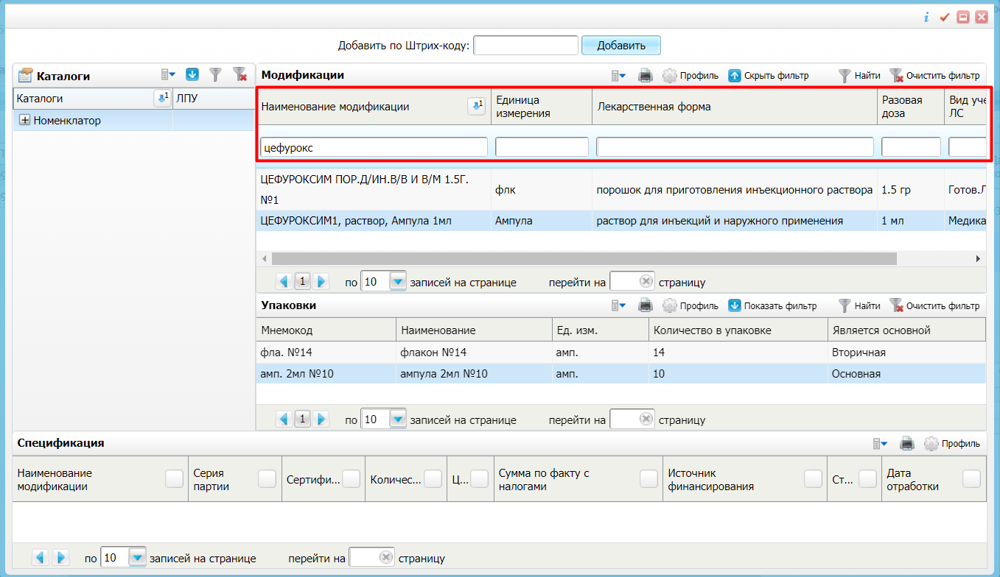 Добавить по Штрих-коду: Добавить
Каталоги
Каталоги 1 ЛПУ
Номенклатор
Модификации Профиль Скрыть фильтр Найти Очистить фильтр
Наименование модификации 1 Единица измерения Лекарственная форма Разовая доза Вид уче ЛС
цефурокс
ЦЕФУРОКСИМ ПОР.Д/ИН.В/В И В/М 1.5Г. №1 флк порошок для приготовления инъекционного раствора 1.5 гр Готов.Л
ЦЕФУРОКСИМ1, раствор, Ампула 1мл Ампула раствор для инъекций и наружного применения 1 мл Медика
1 по 10 записей на странице перейти на страницу
Упаковки Профиль Показать фильтр Найти Очистить фильтр
Мнемокод Наименование Ед. изм. Количество в упаковке Является основной
фла. №14 флакон №14 амп. 14 Вторичная
амп. 2мл №10 ампула 2мл №10 амп. 10 Основная
1 по 10 записей на странице перейти на страницу
Спецификация Профиль
Наименование модификации Серия партии Сертифи... Количес... Ц... Сумма по факту с налогами Источник финансирования Ст... Дата отработки
по 10 записей на странице перейти на страницу